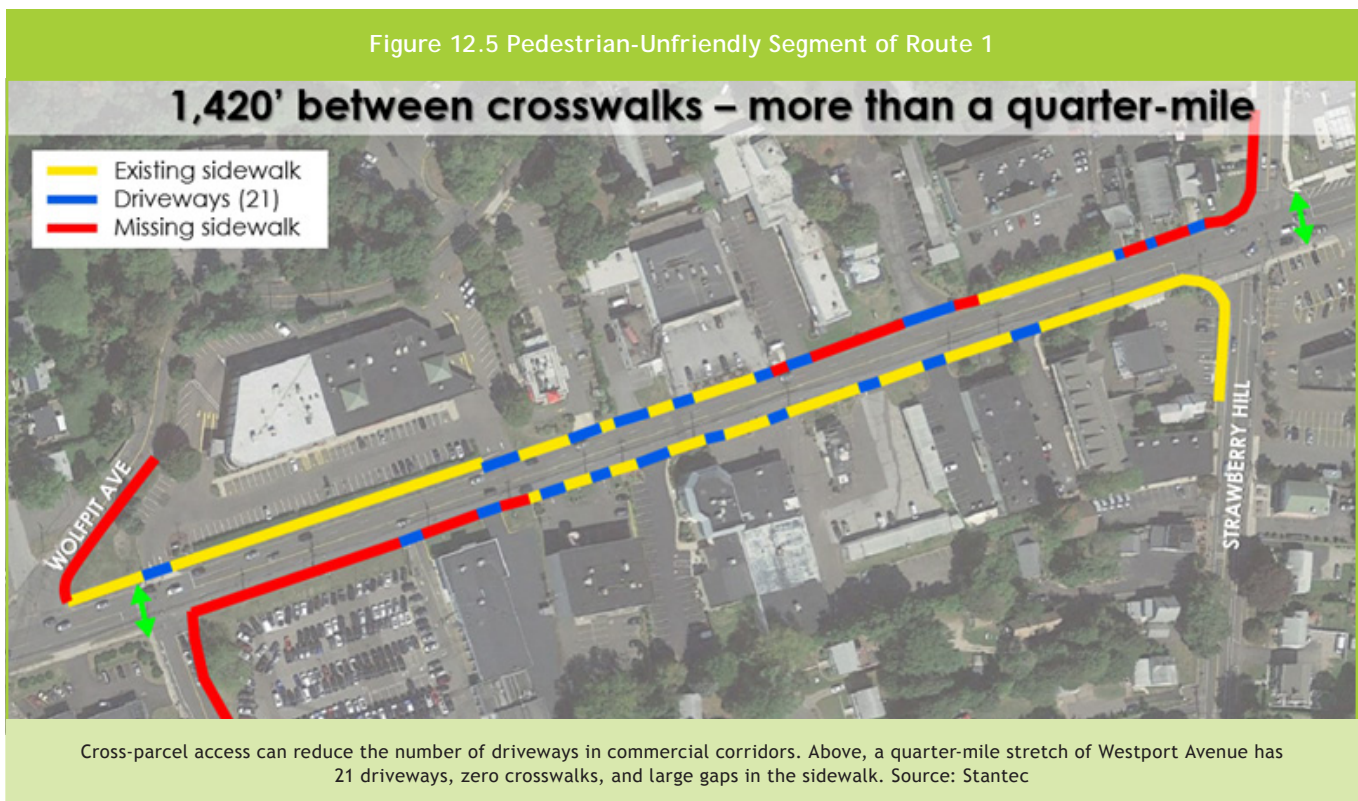 Figure 12.5 Pedestrian-Unfriendly Segment of Route 1
1,420' between crosswalks – more than a quarter-mile
Existing sidewalk
Driveways (21)
Missing sidewalk
WOLFPIT AVE
STRAWBERRY HILL
Cross-parcel access can reduce the number of driveways in commercial corridors. Above, a quarter-mile stretch of Westport Avenue has
21 driveways, zero crosswalks, and large gaps in the sidewalk. Source: Stantec